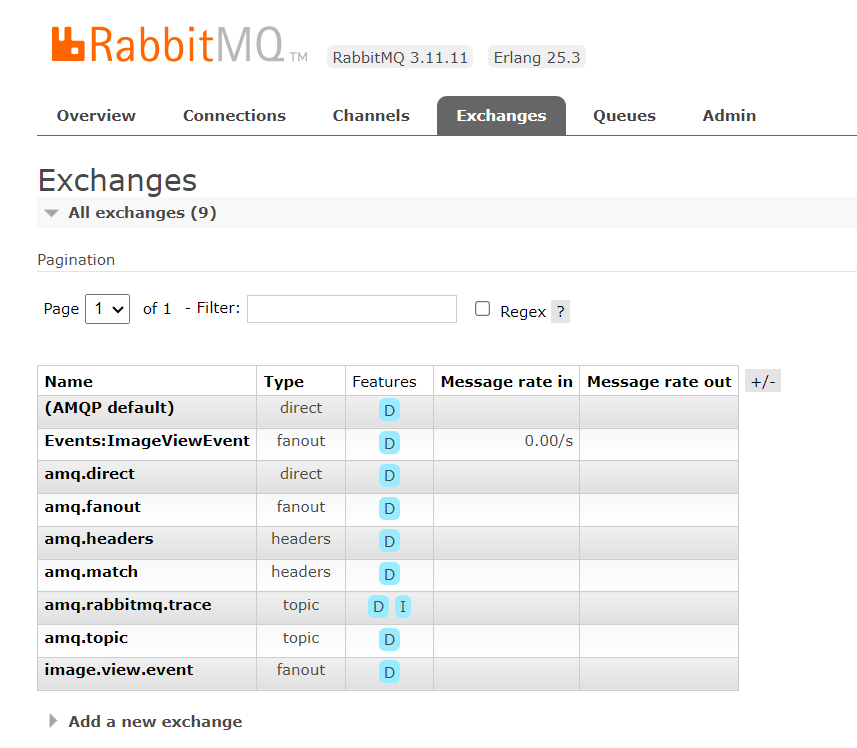 RabbitMQ TM RabbitMQ 3.11.11 Erlang 25.3
Overview Connections Channels Exchanges Queues Admin
Exchanges
All exchanges (9)
Pagination
Page 1 of 1 - Filter: Regex ?
Name Type Features Message rate in Message rate out +/-
(AMQP default) direct D
Events:ImageViewEvent fanout D 0.00/s
amq.direct direct D
amq.fanout fanout D
amq.headers headers D
amq.match headers D
amq.rabbitmq.trace topic D I
amq.topic topic D
image.view.event fanout D
Add a new exchange